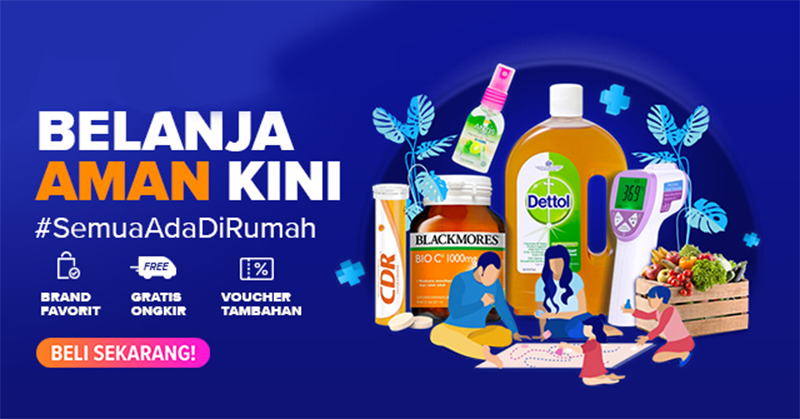 BELANJA
AMAN KINI
#SemuaAdaDiRumah
BRAND
FAVORIT
FREE
GRATIS
ONGKIR
VOUCHER
TAMBAHAN
BELI SEKARANG!
CDR
BLACKMORES
BIO C 1000mg
Dettol
36.9